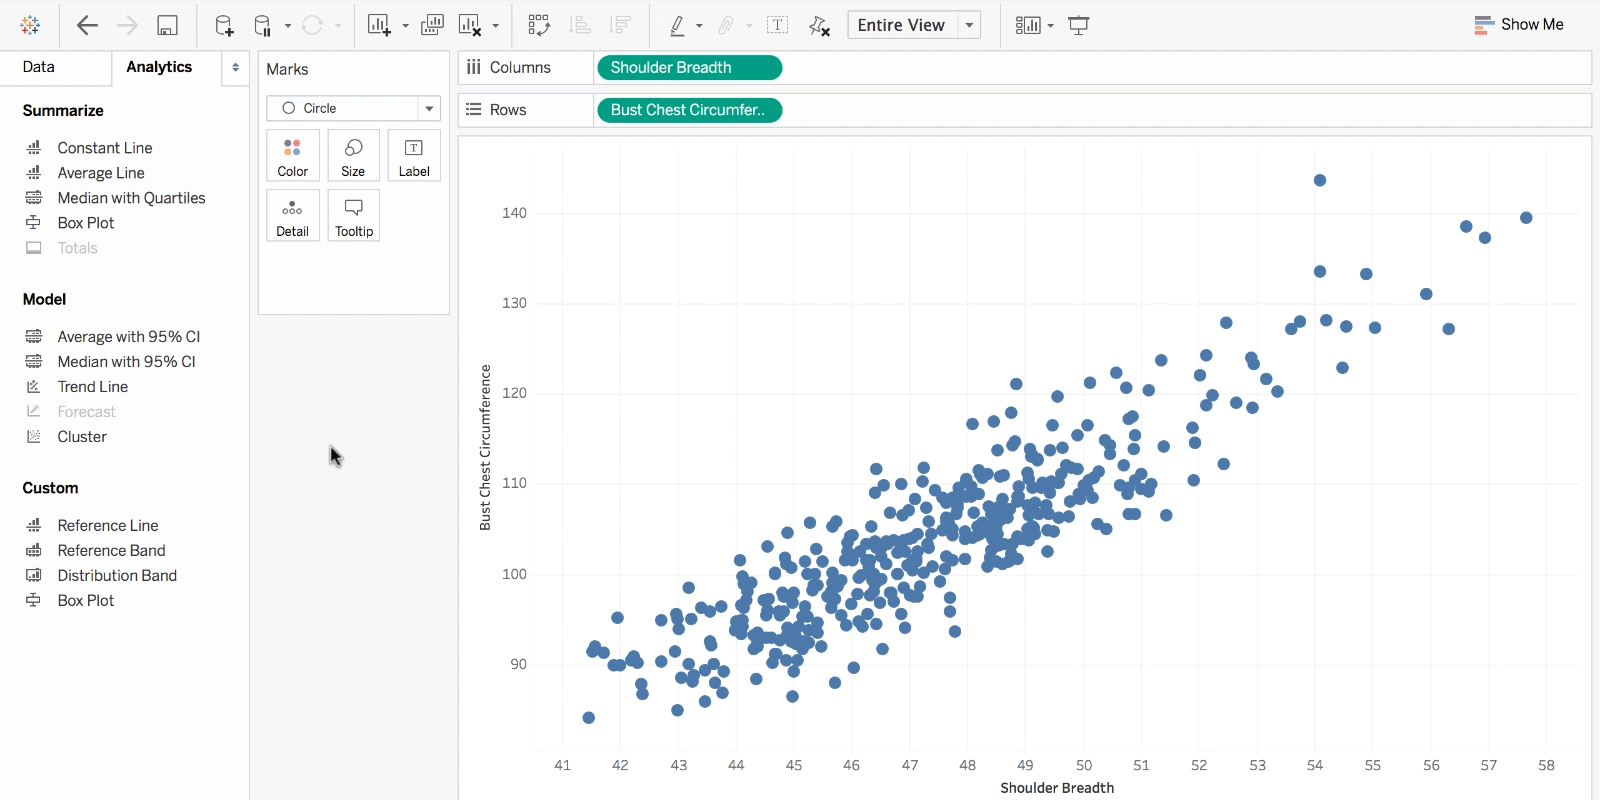 Entire View
Show Me
Data
Analytics
Summarize
Constant Line
Average Line
Median with Quartiles
Box Plot
Totals
Model
Average with 95% CI
Median with 95% CI
Trend Line
Forecast
Cluster
Custom
Reference Line
Reference Band
Distribution Band
Box Plot
Marks
Circle
Color
Size
T
Label
Detail
Tooltip
Columns
Shoulder Breadth
Rows
Bust Chest Circumfer..
Bust Chest Circumference
140
130
120
110
100
90
41 42 43 44 45 46 47 48 49 50 51 52 53 54 55 56 57 58
Shoulder Breadth